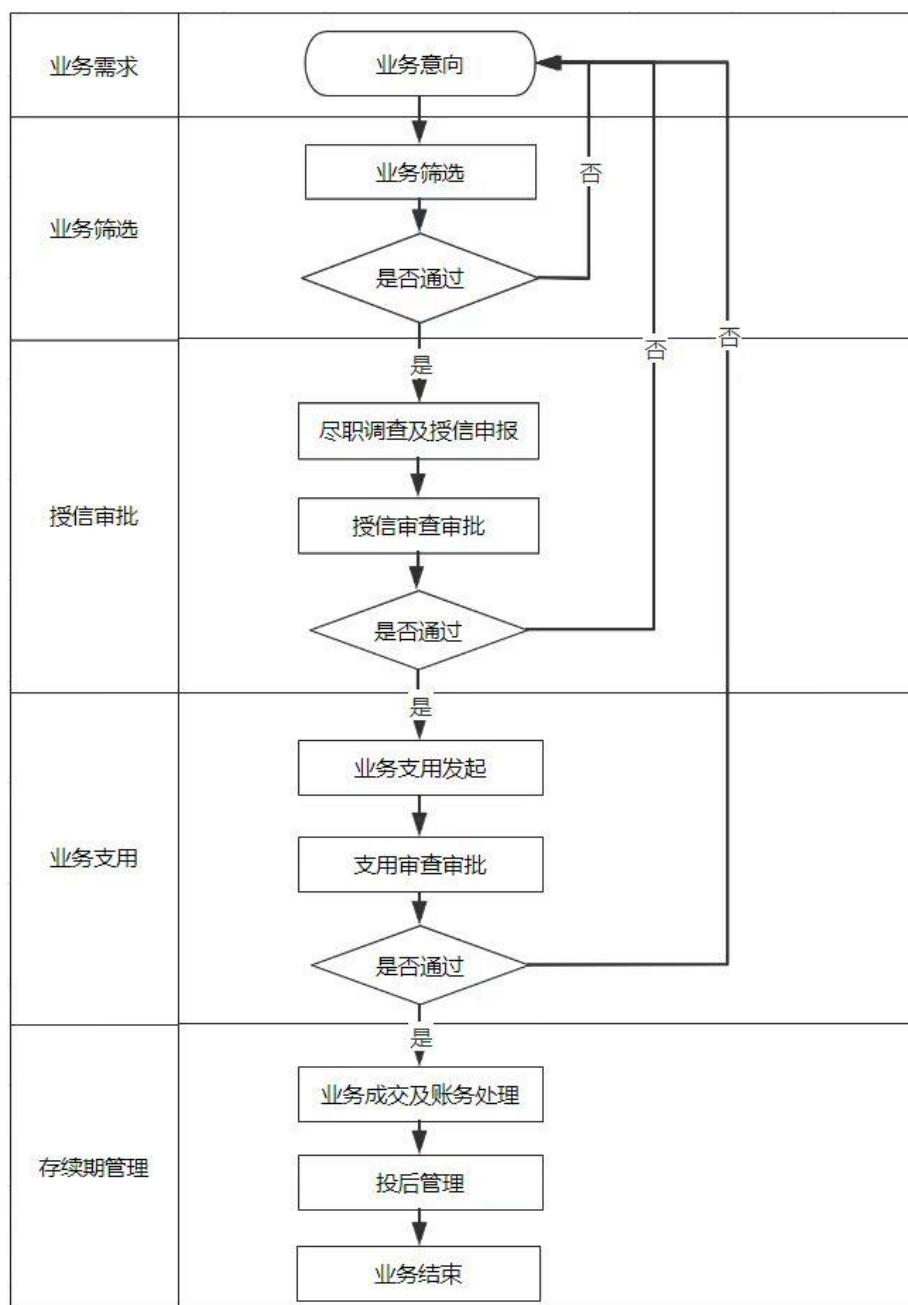 业务需求
业务意向
业务筛选
业务筛选
否
是否通过
是
否
否
授信审批
尽职调查及授信申报
授信审查审批
是否通过
是
业务支用
业务支用发起
支用审查审批
是否通过
是
存续期管理
业务成交及账务处理
投后管理
业务结束